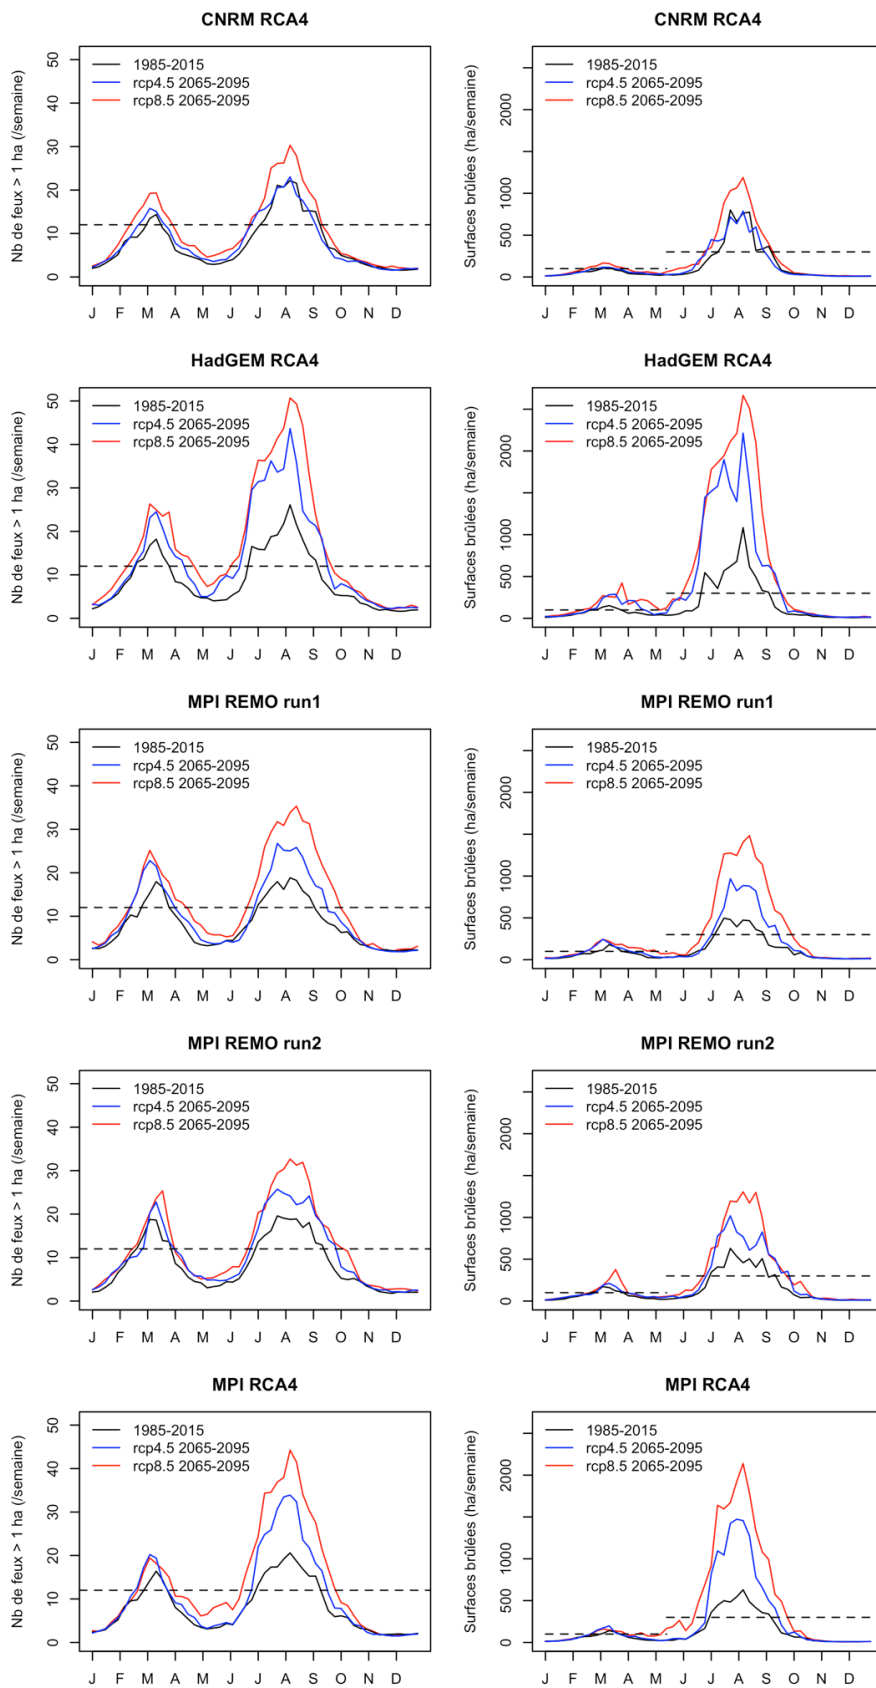 CNRM RCA4
Nb de feux > 1 ha (/semaine)
50
40
30
20
10
0
1985-2015
rcp4.5 2065-2095
rcp8.5 2065-2095
J F M A M J J A S O N D
CNRM RCA4
Surfaces brûlées (ha/semaine)
2000
1000
500
0
1985-2015
rcp4.5 2065-2095
rcp8.5 2065-2095
J F M A M J J A S O N D
HadGEM RCA4
Nb de feux > 1 ha (/semaine)
50
40
30
20
10
0
1985-2015
rcp4.5 2065-2095
rcp8.5 2065-2095
J F M A M J J A S O N D
HadGEM RCA4
Surfaces brûlées (ha/semaine)
2000
1000
500
0
1985-2015
rcp4.5 2065-2095
rcp8.5 2065-2095
J F M A M J J A S O N D
MPI REMO run1
Nb de feux > 1 ha (/semaine)
50
40
30
20
10
0
1985-2015
rcp4.5 2065-2095
rcp8.5 2065-2095
J F M A M J J A S O N D
MPI REMO run1
Surfaces brûlées (ha/semaine)
2000
1000
500
0
1985-2015
rcp4.5 2065-2095
rcp8.5 2065-2095
J F M A M J J A S O N D
MPI REMO run2
Nb de feux > 1 ha (/semaine)
50
40
30
20
10
0
1985-2015
rcp4.5 2065-2095
rcp8.5 2065-2095
J F M A M J J A S O N D
MPI REMO run2
Surfaces brûlées (ha/semaine)
2000
1000
500
0
1985-2015
rcp4.5 2065-2095
rcp8.5 2065-2095
J F M A M J J A S O N D
MPI RCA4
Nb de feux > 1 ha (/semaine)
50
40
30
20
10
0
1985-2015
rcp4.5 2065-2095
rcp8.5 2065-2095
J F M A M J J A S O N D
MPI RCA4
Surfaces brûlées (ha/semaine)
2000
1000
500
0
1985-2015
rcp4.5 2065-2095
rcp8.5 2065-2095
J F M A M J J A S O N D